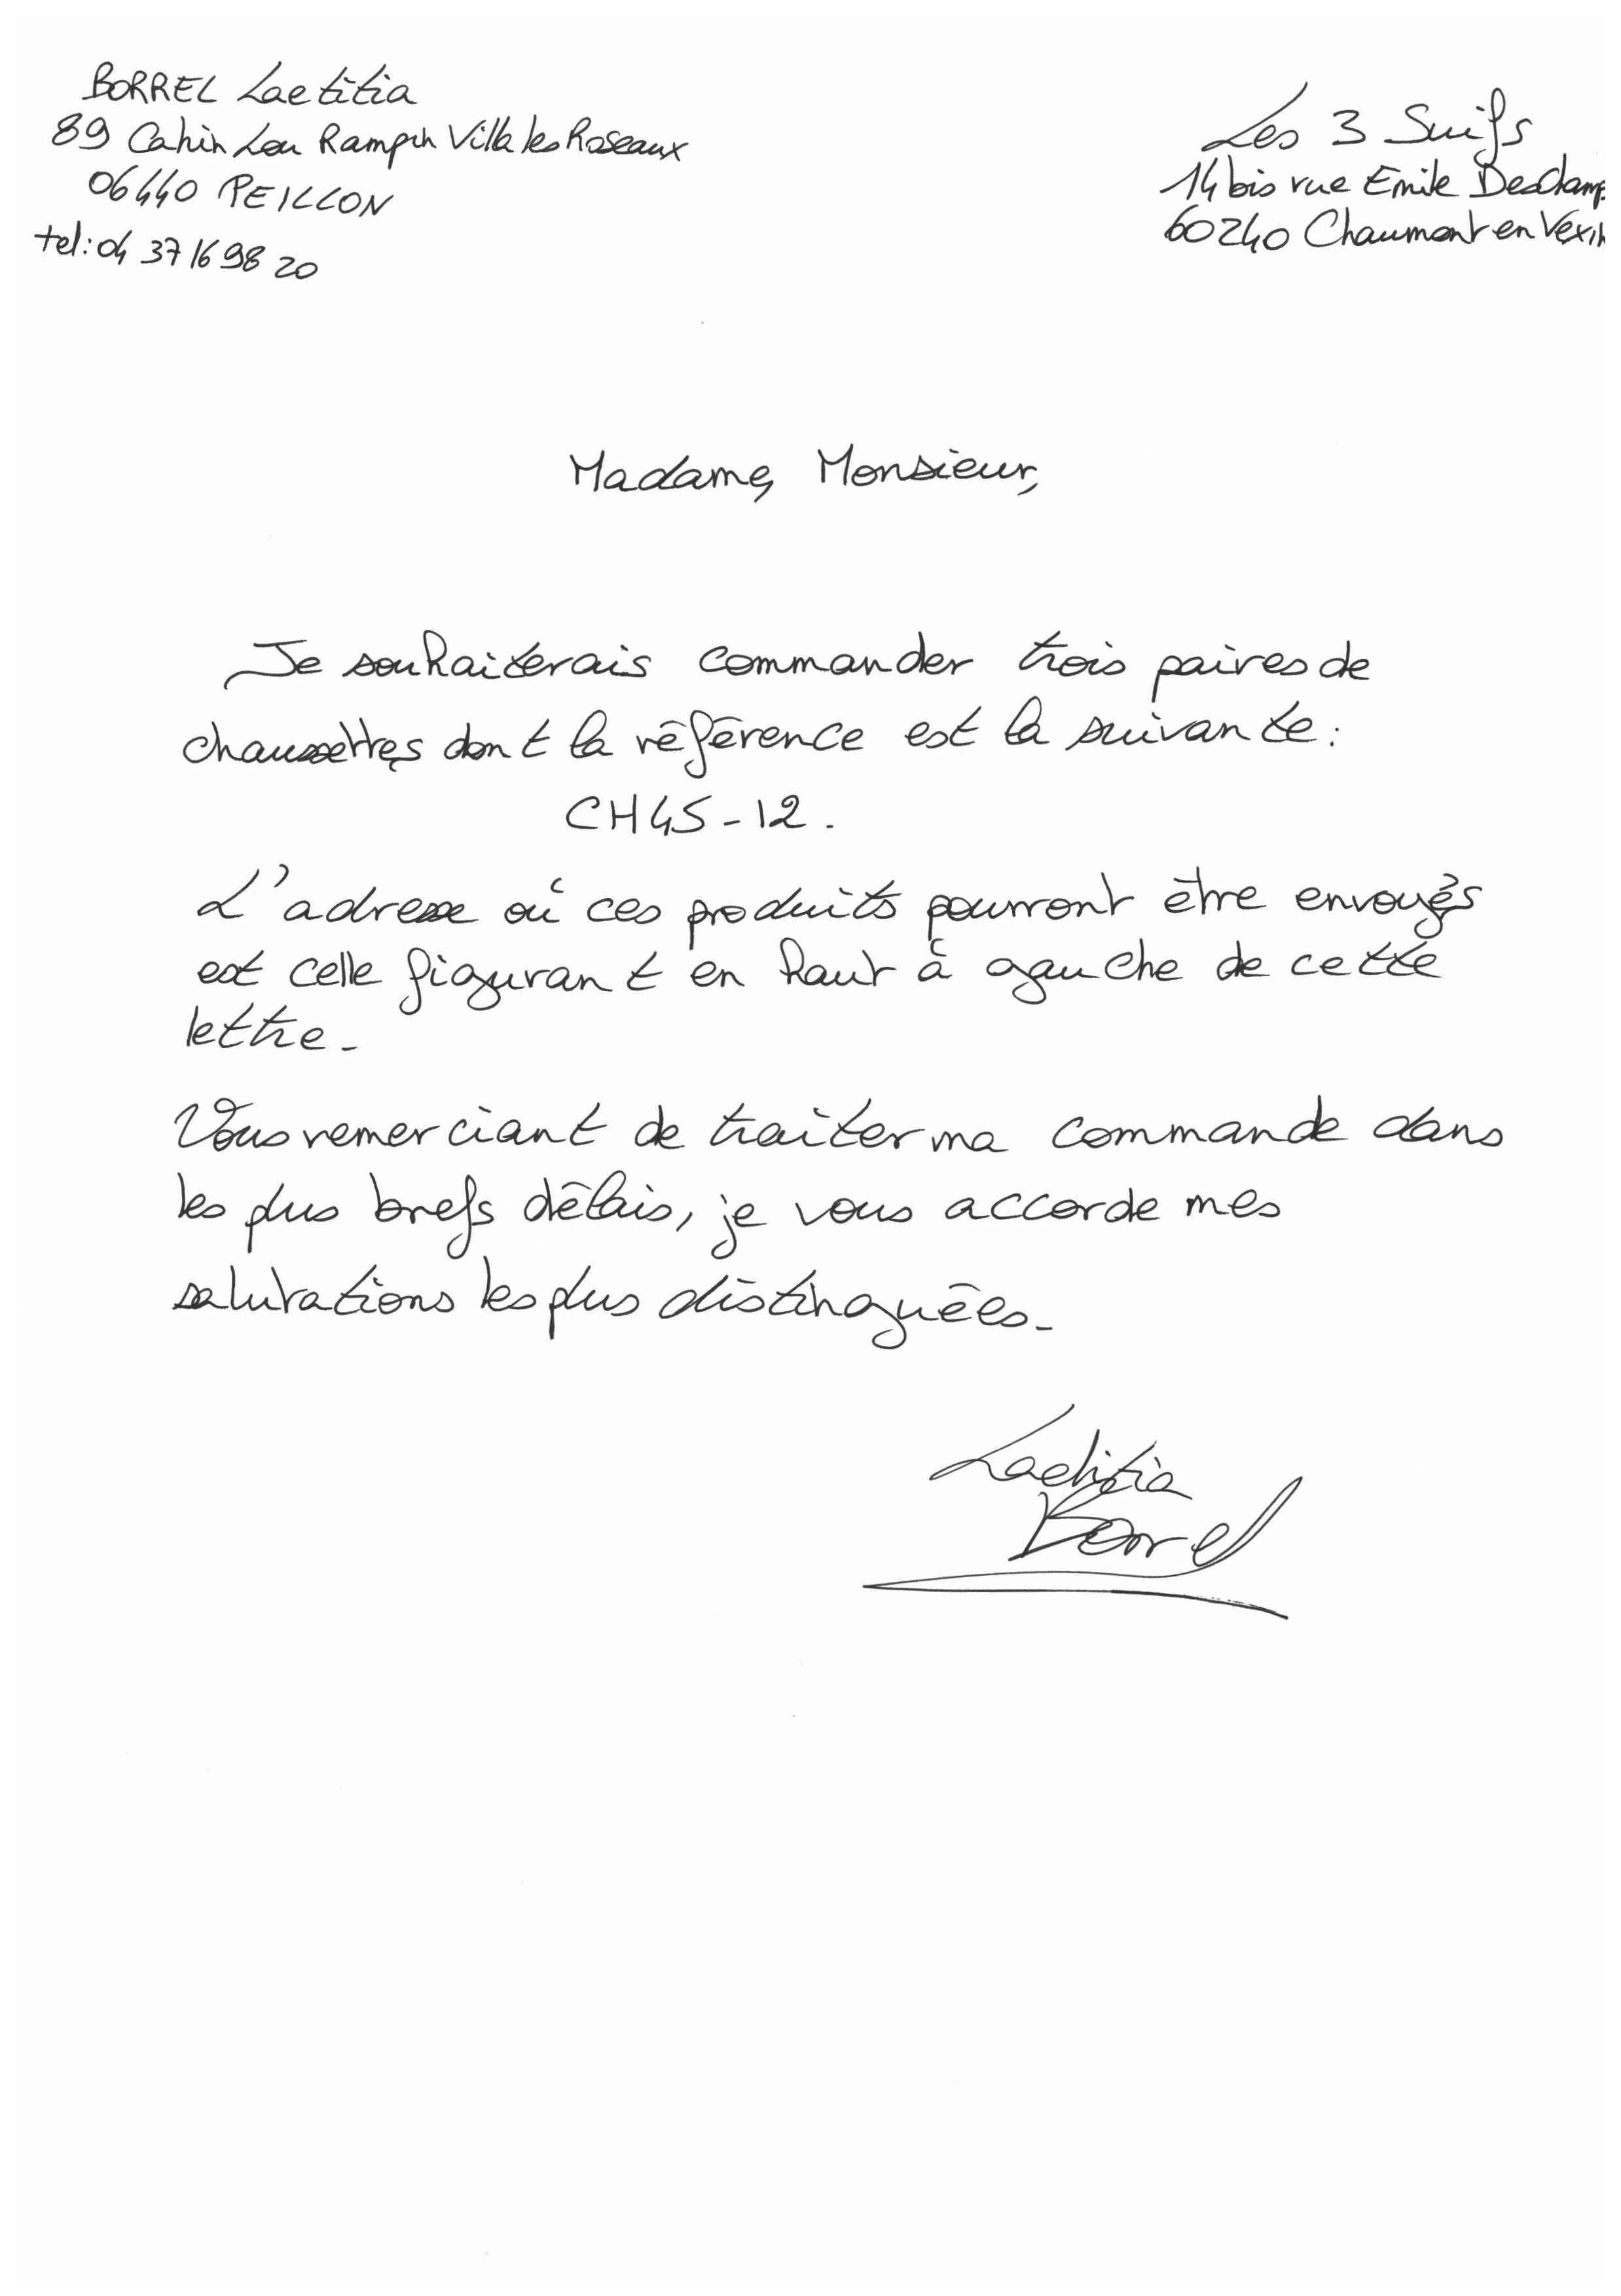 BORREL Laetitia
89 Cahin Lou Rampin Villa les Roseaux
06440 PEILLON
tel: 04 37 16 98 20
Les 3 Suifs
14 bis rue Emile Deschamp
60240 Chaumont en Vexin
Madame, Monsieur,
Je souhaiterais commander trois paires de
chaussettes dont la référence est la suivante:
CH45-12.
L'adresse où ces produits pourront être envoyés
est celle figurant en haut à gauche de cette
lettre.
Vous remerciant de traiter ma commande dans
les plus brefs délais, je vous accorde mes
salutations les plus distinguées.
Laetitia
Borrel